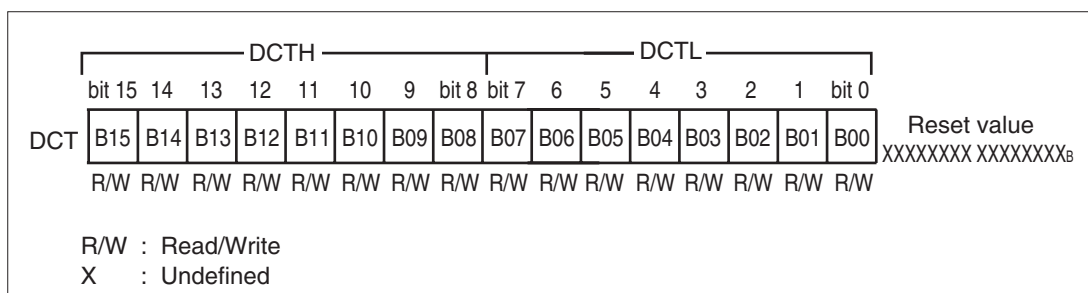 DCTH DCTL
bit 15 14 13 12 11 10 9 bit 8 bit 7 6 5 4 3 2 1 bit 0
DCT B15 B14 B13 B12 B11 B10 B09 B08 B07 B06 B05 B04 B03 B02 B01 B00 Reset value
XXXXXXXX XXXXXXXXB
R/W R/W R/W R/W R/W R/W R/W R/W R/W R/W R/W R/W R/W R/W R/W R/W
R/W : Read/Write
X : Undefined